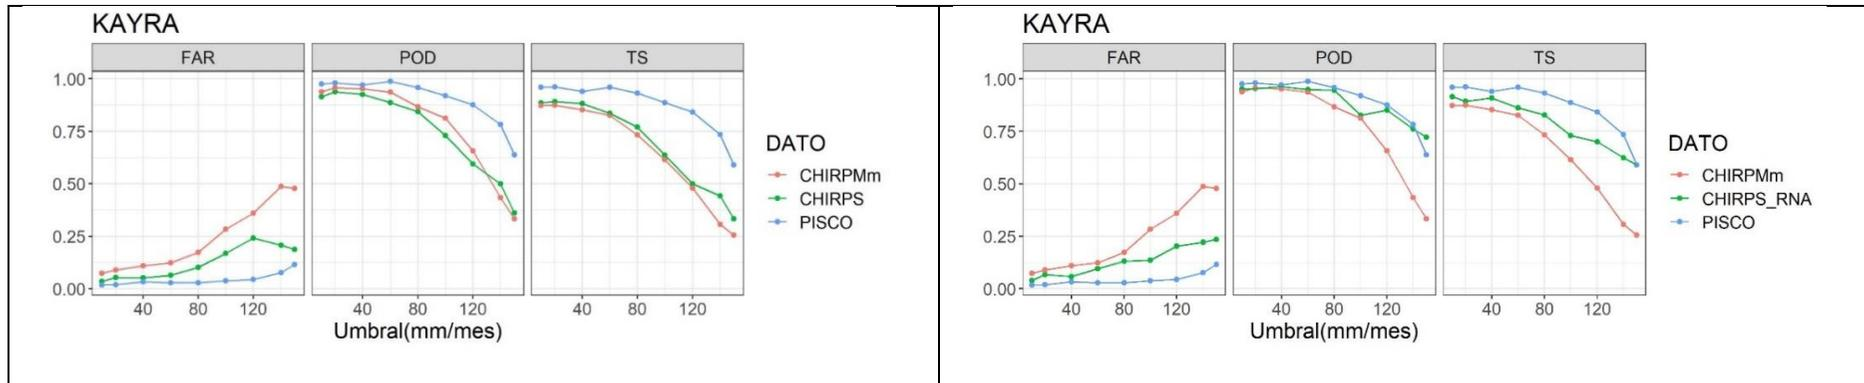 KAYRA
FAR POD TS
1.00
0.75
0.50
0.25
0.00
40 80 120 40 80 120 40 80 120
Umbral(mm/mes)
DATO
CHIRPMm
CHIRPS
PISCO
KAYRA
FAR POD TS
1.00
0.75
0.50
0.25
0.00
40 80 120 40 80 120 40 80 120
Umbral(mm/mes)
DATO
CHIRPMm
CHIRPS_RNA
PISCO